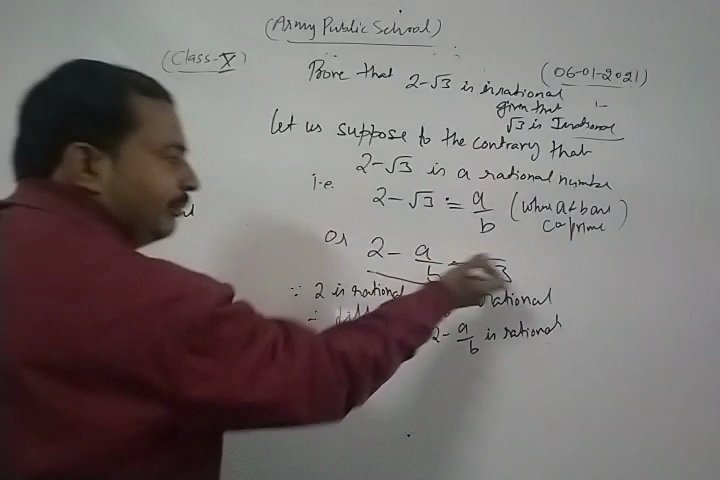 (Army Public School)
(Class-X)
(06-01-2021)
Prove that 2-√3 is irrational
given that
√3 is Irrational
Let us suppose to the contrary that
2-√3 is a rational number
i.e. 2-√3 = a/b (where a & b are
coprime)
Or 2 - a/b = √3
∵ 2 is rational rational
∴ 2 - a/b is rational